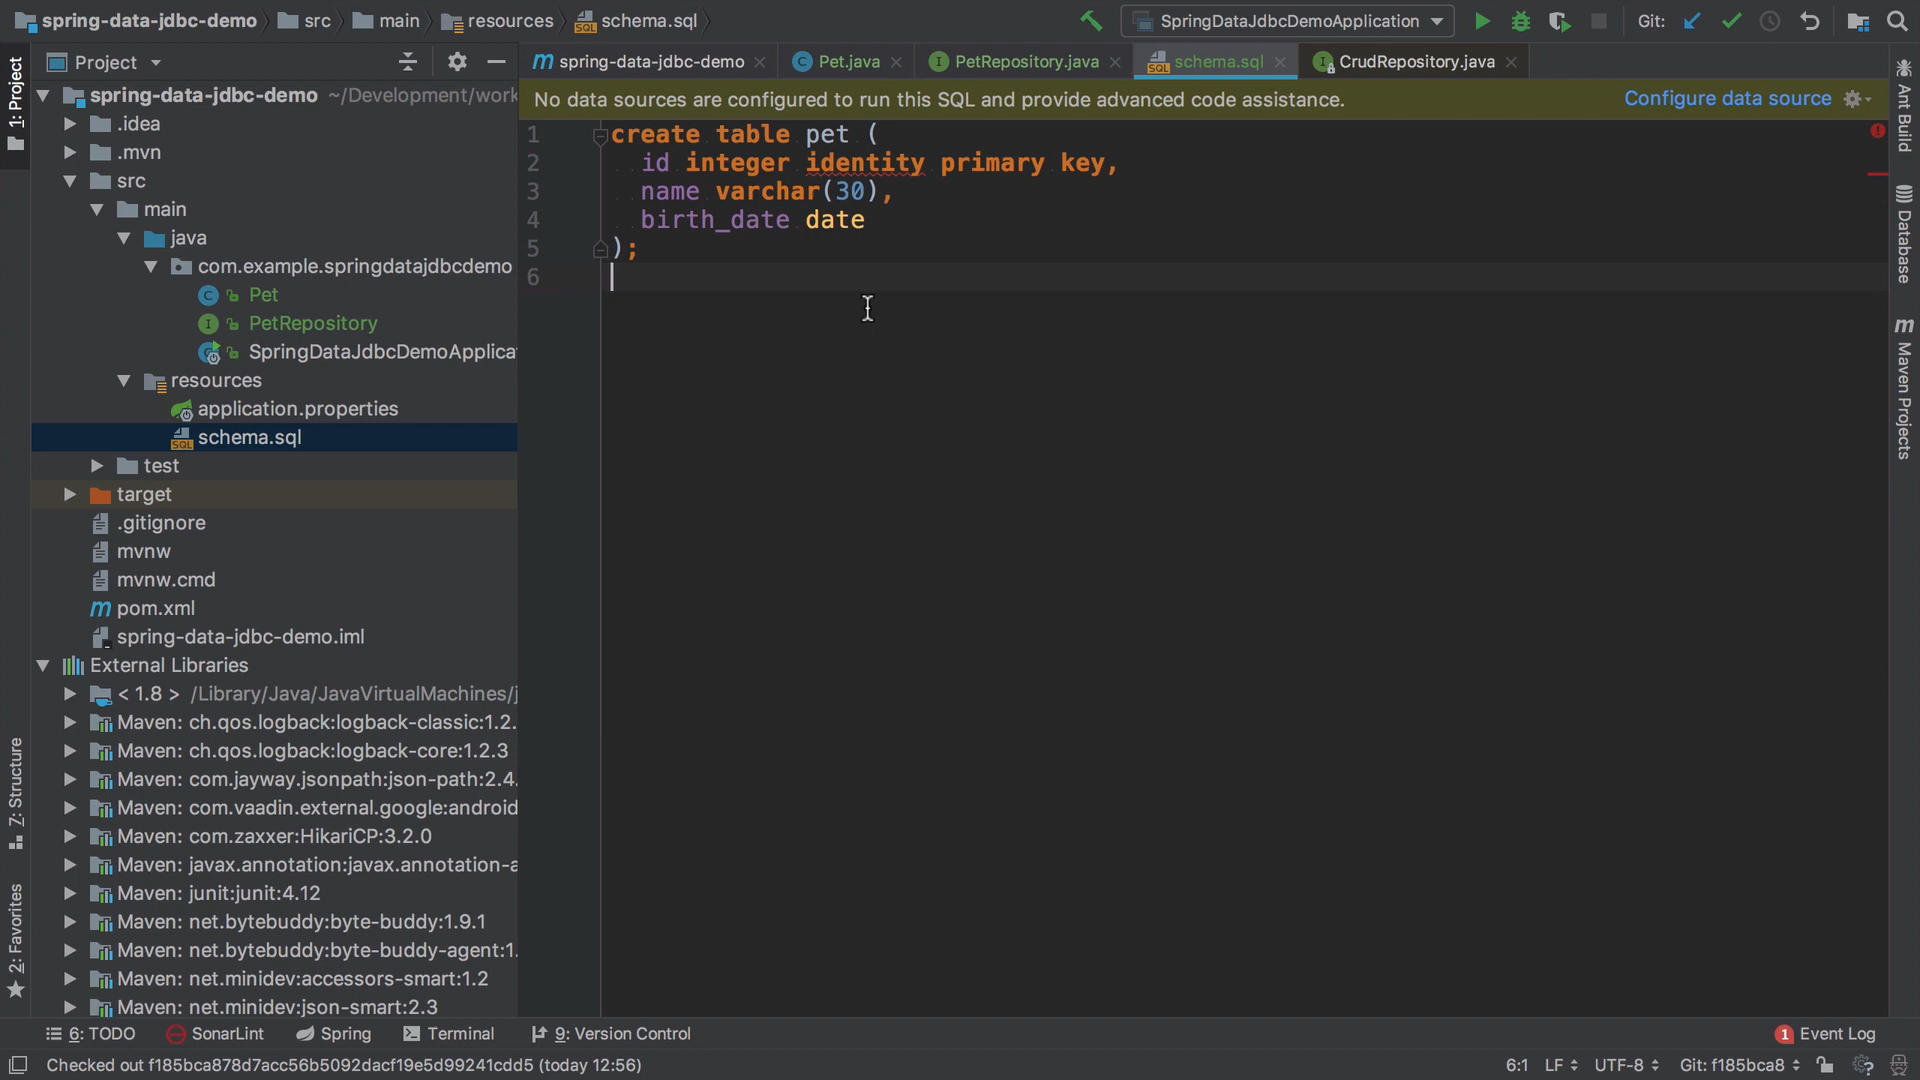 spring-data-jdbc-demo src main resources schema.sql SpringDataJdbcDemoApplication Git:
Project
spring-data-jdbc-demo Pet.java PetRepository.java schema.sql CrudRepository.java
No data sources are configured to run this SQL and provide advanced code assistance. Configure data source
1: Project
spring-data-jdbc-demo ~/Development/work
.idea
.mvn
src
main
java
com.example.springdatajdbcdemo
Pet
PetRepository
SpringDataJdbcDemoApplica
resources
application.properties
schema.sql
test
target
.gitignore
mvnw
mvnw.cmd
pom.xml
spring-data-jdbc-demo.iml
External Libraries
< 1.8 > /Library/Java/JavaVirtualMachines/j
Maven: ch.qos.logback:logback-classic:1.2.
Maven: ch.qos.logback:logback-core:1.2.3
Maven: com.jayway.jsonpath:json-path:2.4.
Maven: com.vaadin.external.google:android
Maven: com.zaxxer:HikariCP:3.2.0
Maven: javax.annotation:javax.annotation-a
Maven: junit:junit:4.12
Maven: net.bytebuddy:byte-buddy:1.9.1
Maven: net.bytebuddy:byte-buddy-agent:1.
Maven: net.minidev:accessors-smart:1.2
Maven: net.minidev:json-smart:2.3
7: Structure
2: Favorites
1 create table pet (
2 id integer identity primary key,
3 name varchar(30),
4 birth_date date
5 );
6
Ant Build
Database
Maven Projects
6: TODO SonarLint Spring Terminal 9: Version Control 1 Event Log
Checked out f185bca878d7acc56b5092dacf19e5d99241cdd5 (today 12:56) 6:1 LF UTF-8 Git: f185bca8